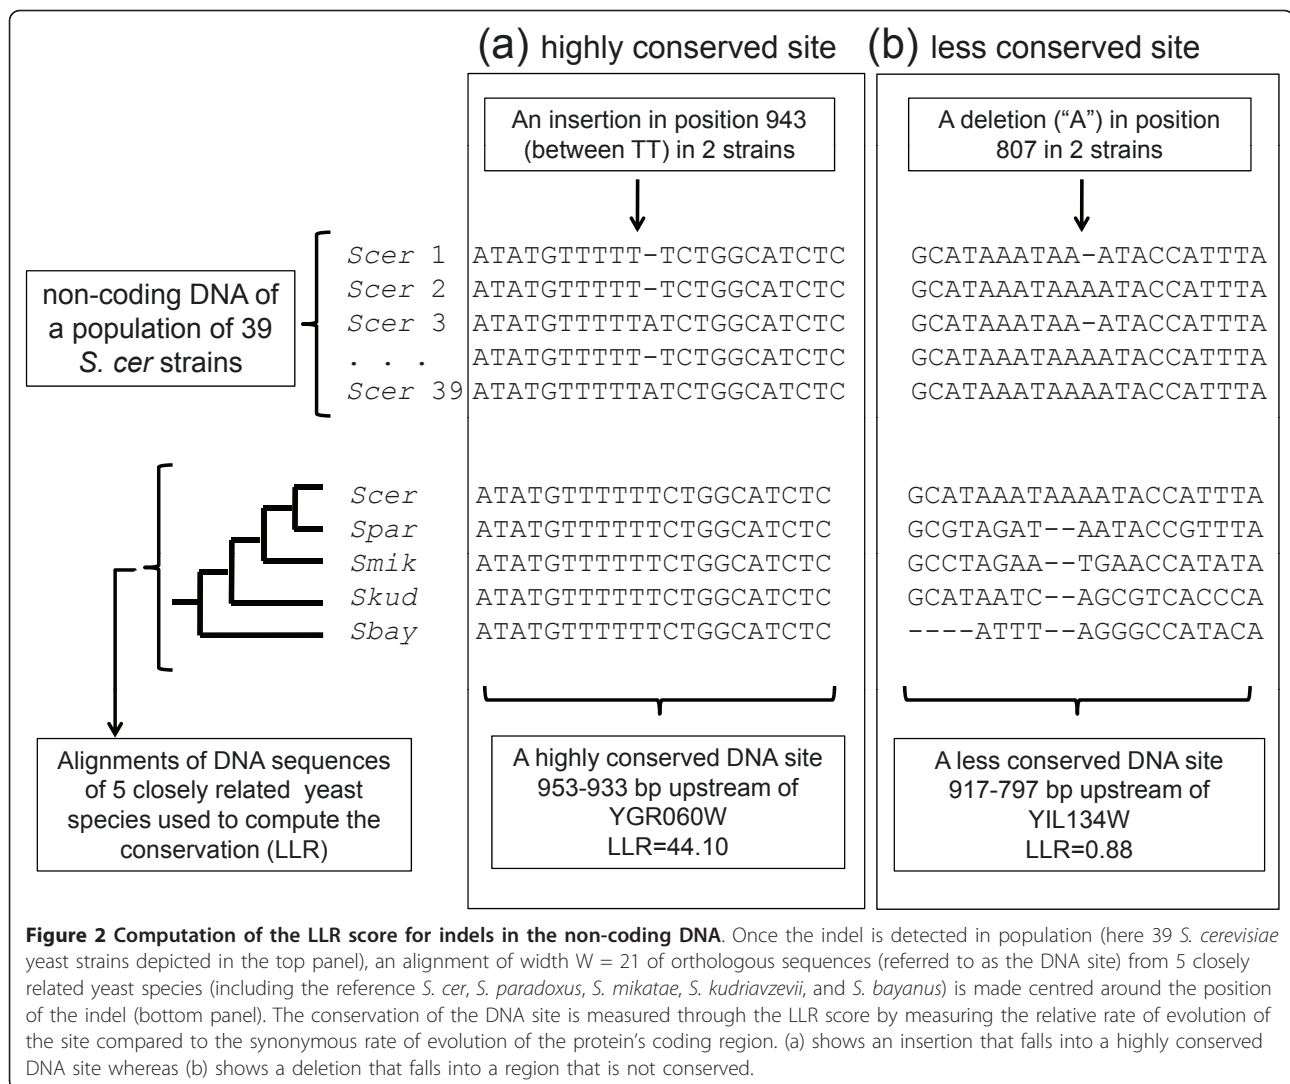 (a) highly conserved site
(b) less conserved site
An insertion in position 943
(between TT) in 2 strains
A deletion (“A”) in position
807 in 2 strains
non-coding DNA of
a population of 39
S. cer strains
Scer 1 ATATGTTTTT-TCTGGCATCTC GCATAAATAA-ATACCATTTA
Scer 2 ATATGTTTTT-TCTGGCATCTC GCATAAATAAAATACCATTTA
Scer 3 ATATGTTTTTATCTGGCATCTC GCATAAATAA-ATACCATTTA
. . . ATATGTTTTT-TCTGGCATCTC GCATAAATAAAATACCATTTA
Scer 39 ATATGTTTTTATCTGGCATCTC GCATAAATAAAATACCATTTA
Scer ATATGTTTTTTCTGGCATCTC GCATAAATAAAATACCATTTA
Spar ATATGTTTTTTCTGGCATCTC GCGTAGAT--AATACCGTTTA
Smik ATATGTTTTTTCTGGCATCTC GCCTAGAA--TGAACCATATA
Skud ATATGTTTTTTCTGGCATCTC GCATAATC--AGCGTCACCCA
Sbay ATATGTTTTTTCTGGCATCTC ----ATTT--AGGGCCATACA
Alignments of DNA sequences
of 5 closely related yeast
species used to compute the
conservation (LLR)
A highly conserved DNA site
953-933 bp upstream of
YGR060W
LLR=44.10
A less conserved DNA site
917-797 bp upstream of
YIL134W
LLR=0.88
Figure 2 Computation of the LLR score for indels in the non-coding DNA. Once the indel is detected in population (here 39 S. cerevisiae
yeast strains depicted in the top panel), an alignment of width W = 21 of orthologous sequences (referred to as the DNA site) from 5 closely
related yeast species (including the reference S. cer, S. paradoxus, S. mikatae, S. kudriavzevii, and S. bayanus) is made centred around the position
of the indel (bottom panel). The conservation of the DNA site is measured through the LLR score by measuring the relative rate of evolution of
the site compared to the synonymous rate of evolution of the protein’s coding region. (a) shows an insertion that falls into a highly conserved
DNA site whereas (b) shows a deletion that falls into a region that is not conserved.